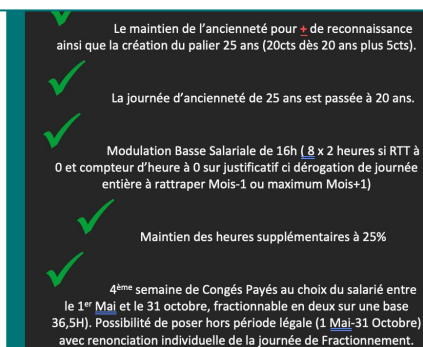 Le maintien de l'ancienneté pour + de reconnaissance
ainsi que la création du palier 25 ans (20cts dès 20 ans plus 5cts).
La journée d'ancienneté de 25 ans est passée à 20 ans.
Modulation Basse Salariale de 16h ( 8 x 2 heures si RTT à
0 et compteur d'heure à 0 sur justificatif ci dérogation de journée
entière à rattraper Mois-1 ou maximum Mois+1)
Maintien des heures supplémentaires à 25%
4ème semaine de Congés Payés au choix du salarié entre
le 1er Mai et le 31 octobre, fractionnable en deux sur une base
36,5H). Possibilité de poser hors période légale (1 Mai-31 Octobre)
avec renonciation individuelle de la journée de Fractionnement.